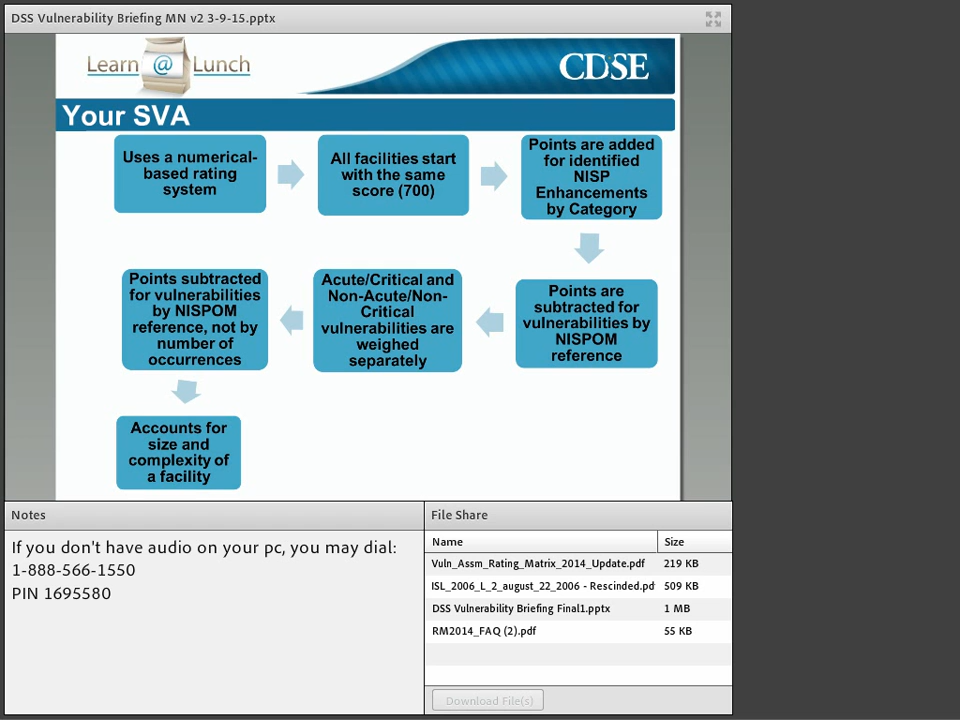 DSS Vulnerability Briefing MN v2 3-9-15.pptx
Learn @ Lunch
CDSE
Your SVA
Uses a numerical-
based rating
system
All facilities start
with the same
score (700)
Points are added
for identified
NISP
Enhancements
by Category
Points are
subtracted for
vulnerabilities by
NISPOM
reference
Acute/Critical and
Non-Acute/Non-
Critical
vulnerabilities are
weighed
separately
Points subtracted
for vulnerabilities
by NISPOM
reference, not by
number of
occurrences
Accounts for
size and
complexity of
a facility
Notes
If you don't have audio on your pc, you may dial:
1-888-566-1550
PIN 1695580
File Share
Name Size
Vuln_Assm_Rating_Matrix_2014_Update.pdf 219 KB
ISL_2006_L_2_august_22_2006 - Rescinded.pd 509 KB
DSS Vulnerability Briefing Final1.pptx 1 MB
RM2014_FAQ (2).pdf 55 KB
Download File(s)